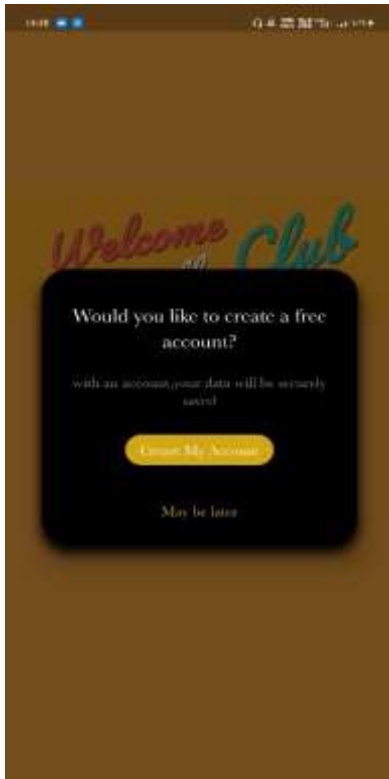 Welcome Club
Would you like to create a free
account?
with an account,your data will be securely
saved
Create My Account
May be later